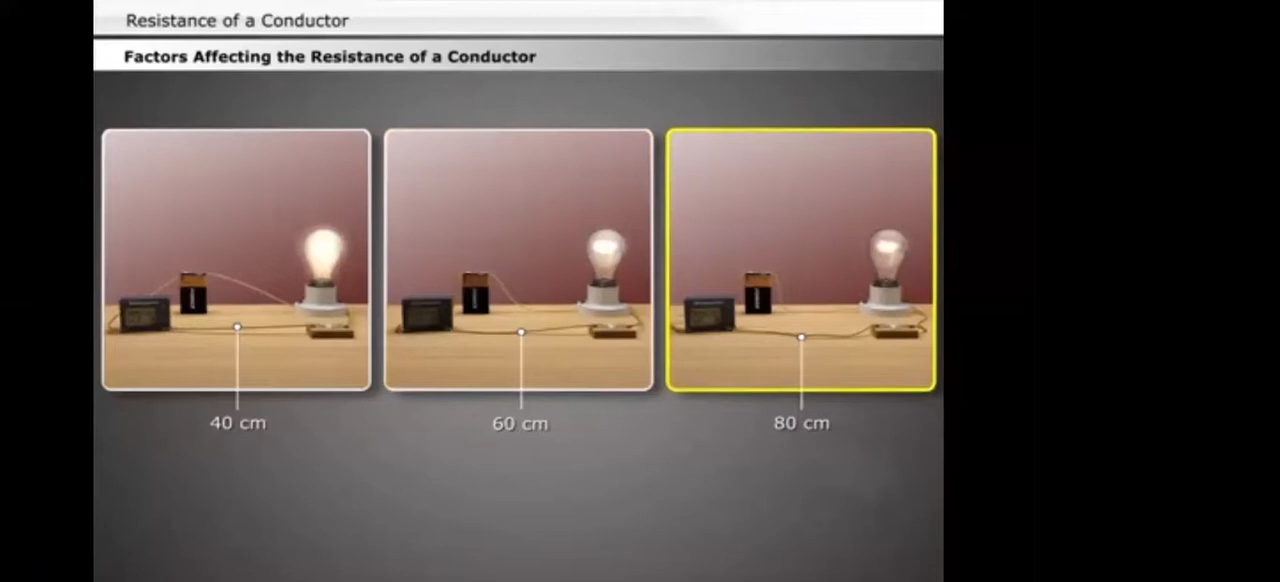 Resistance of a Conductor
Factors Affecting the Resistance of a Conductor
40 cm
60 cm
80 cm